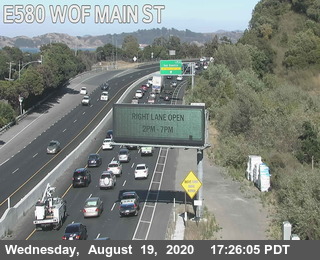 E580 WOF MAIN ST
RIGHT LANE OPEN
2PM - 7PM
Wednesday, August 19, 2020 17:26:05 PDT